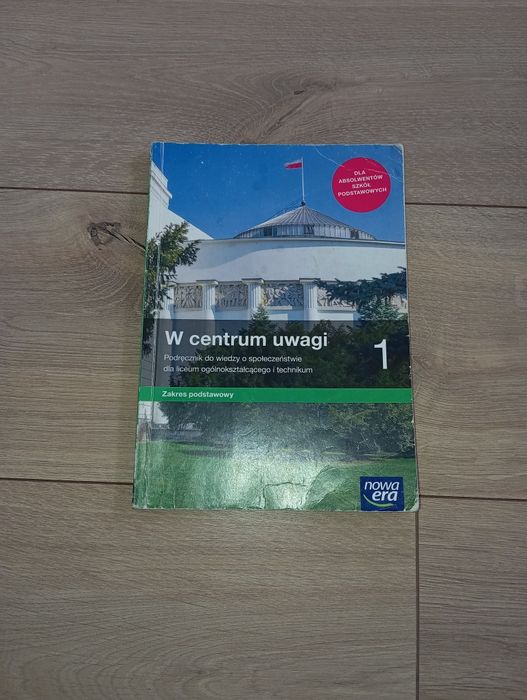 DLA
ABSOLWENTÓW
SZKÓŁ
PODSTAWOWYCH
W centrum uwagi
1
Podręcznik do wiedzy o społeczeństwie
dla liceum ogólnokształcącego i technikum
Zakres podstawowy
nowa
era